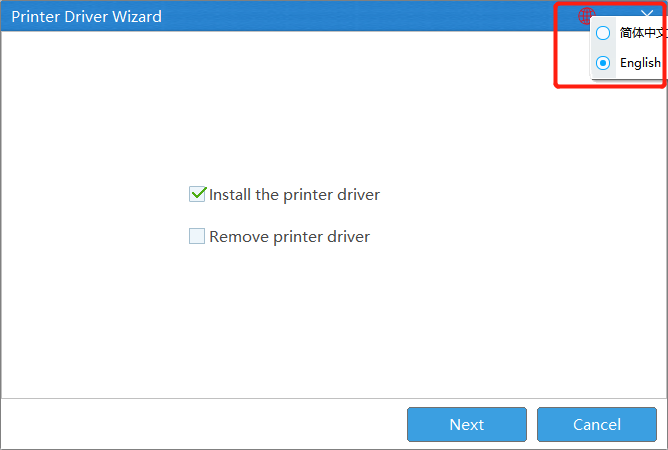 Printer Driver Wizard
简体中文
English
Install the printer driver
Remove printer driver
Next
Cancel